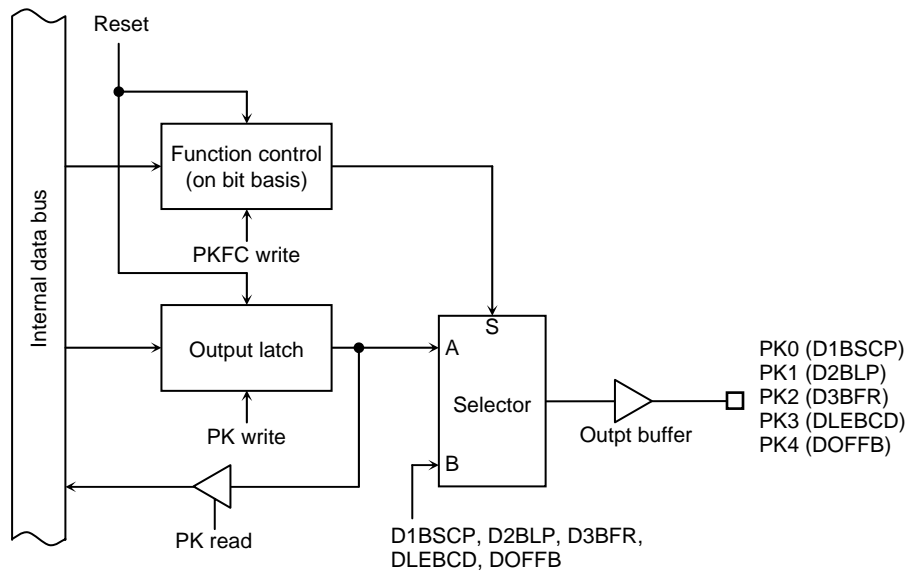 Reset
Internal data bus
Function control
(on bit basis)
PKFC write
Output latch
PK write
PK read
S
A
Selector
B
D1BSCP, D2BLP, D3BFR,
DLEBCD, DOFFB
Outpt buffer
PK0 (D1BSCP)
PK1 (D2BLP)
PK2 (D3BFR)
PK3 (DLEBCD)
PK4 (DOFFB)